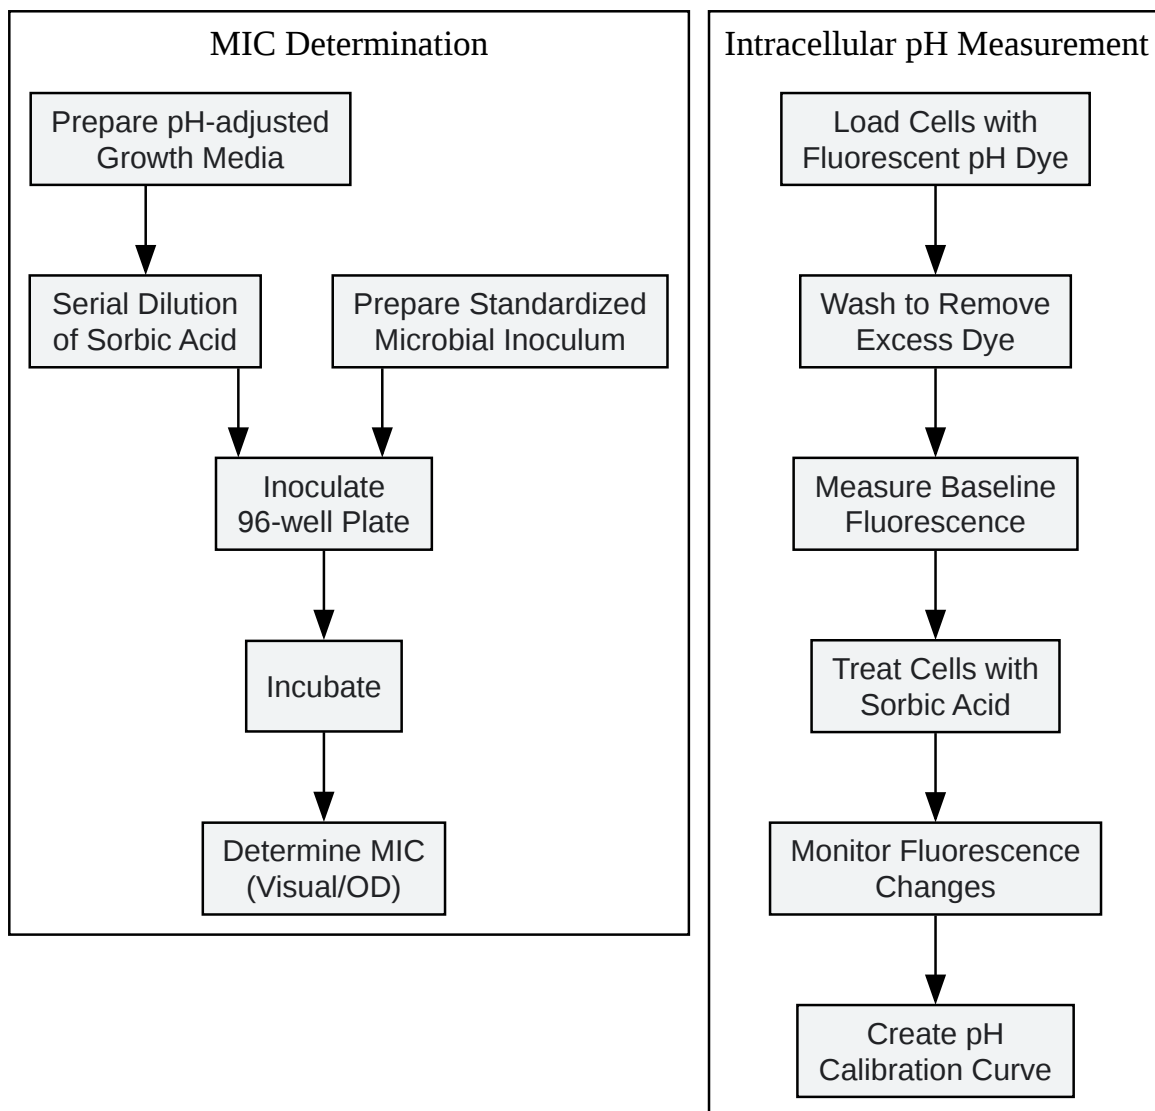 MIC Determination
Prepare pH-adjusted
Growth Media
Serial Dilution
of Sorbic Acid
Prepare Standardized
Microbial Inoculum
Inoculate
96-well Plate
Incubate
Determine MIC
(Visual/OD)
Intracellular pH Measurement
Load Cells with
Fluorescent pH Dye
Wash to Remove
Excess Dye
Measure Baseline
Fluorescence
Treat Cells with
Sorbic Acid
Monitor Fluorescence
Changes
Create pH
Calibration Curve